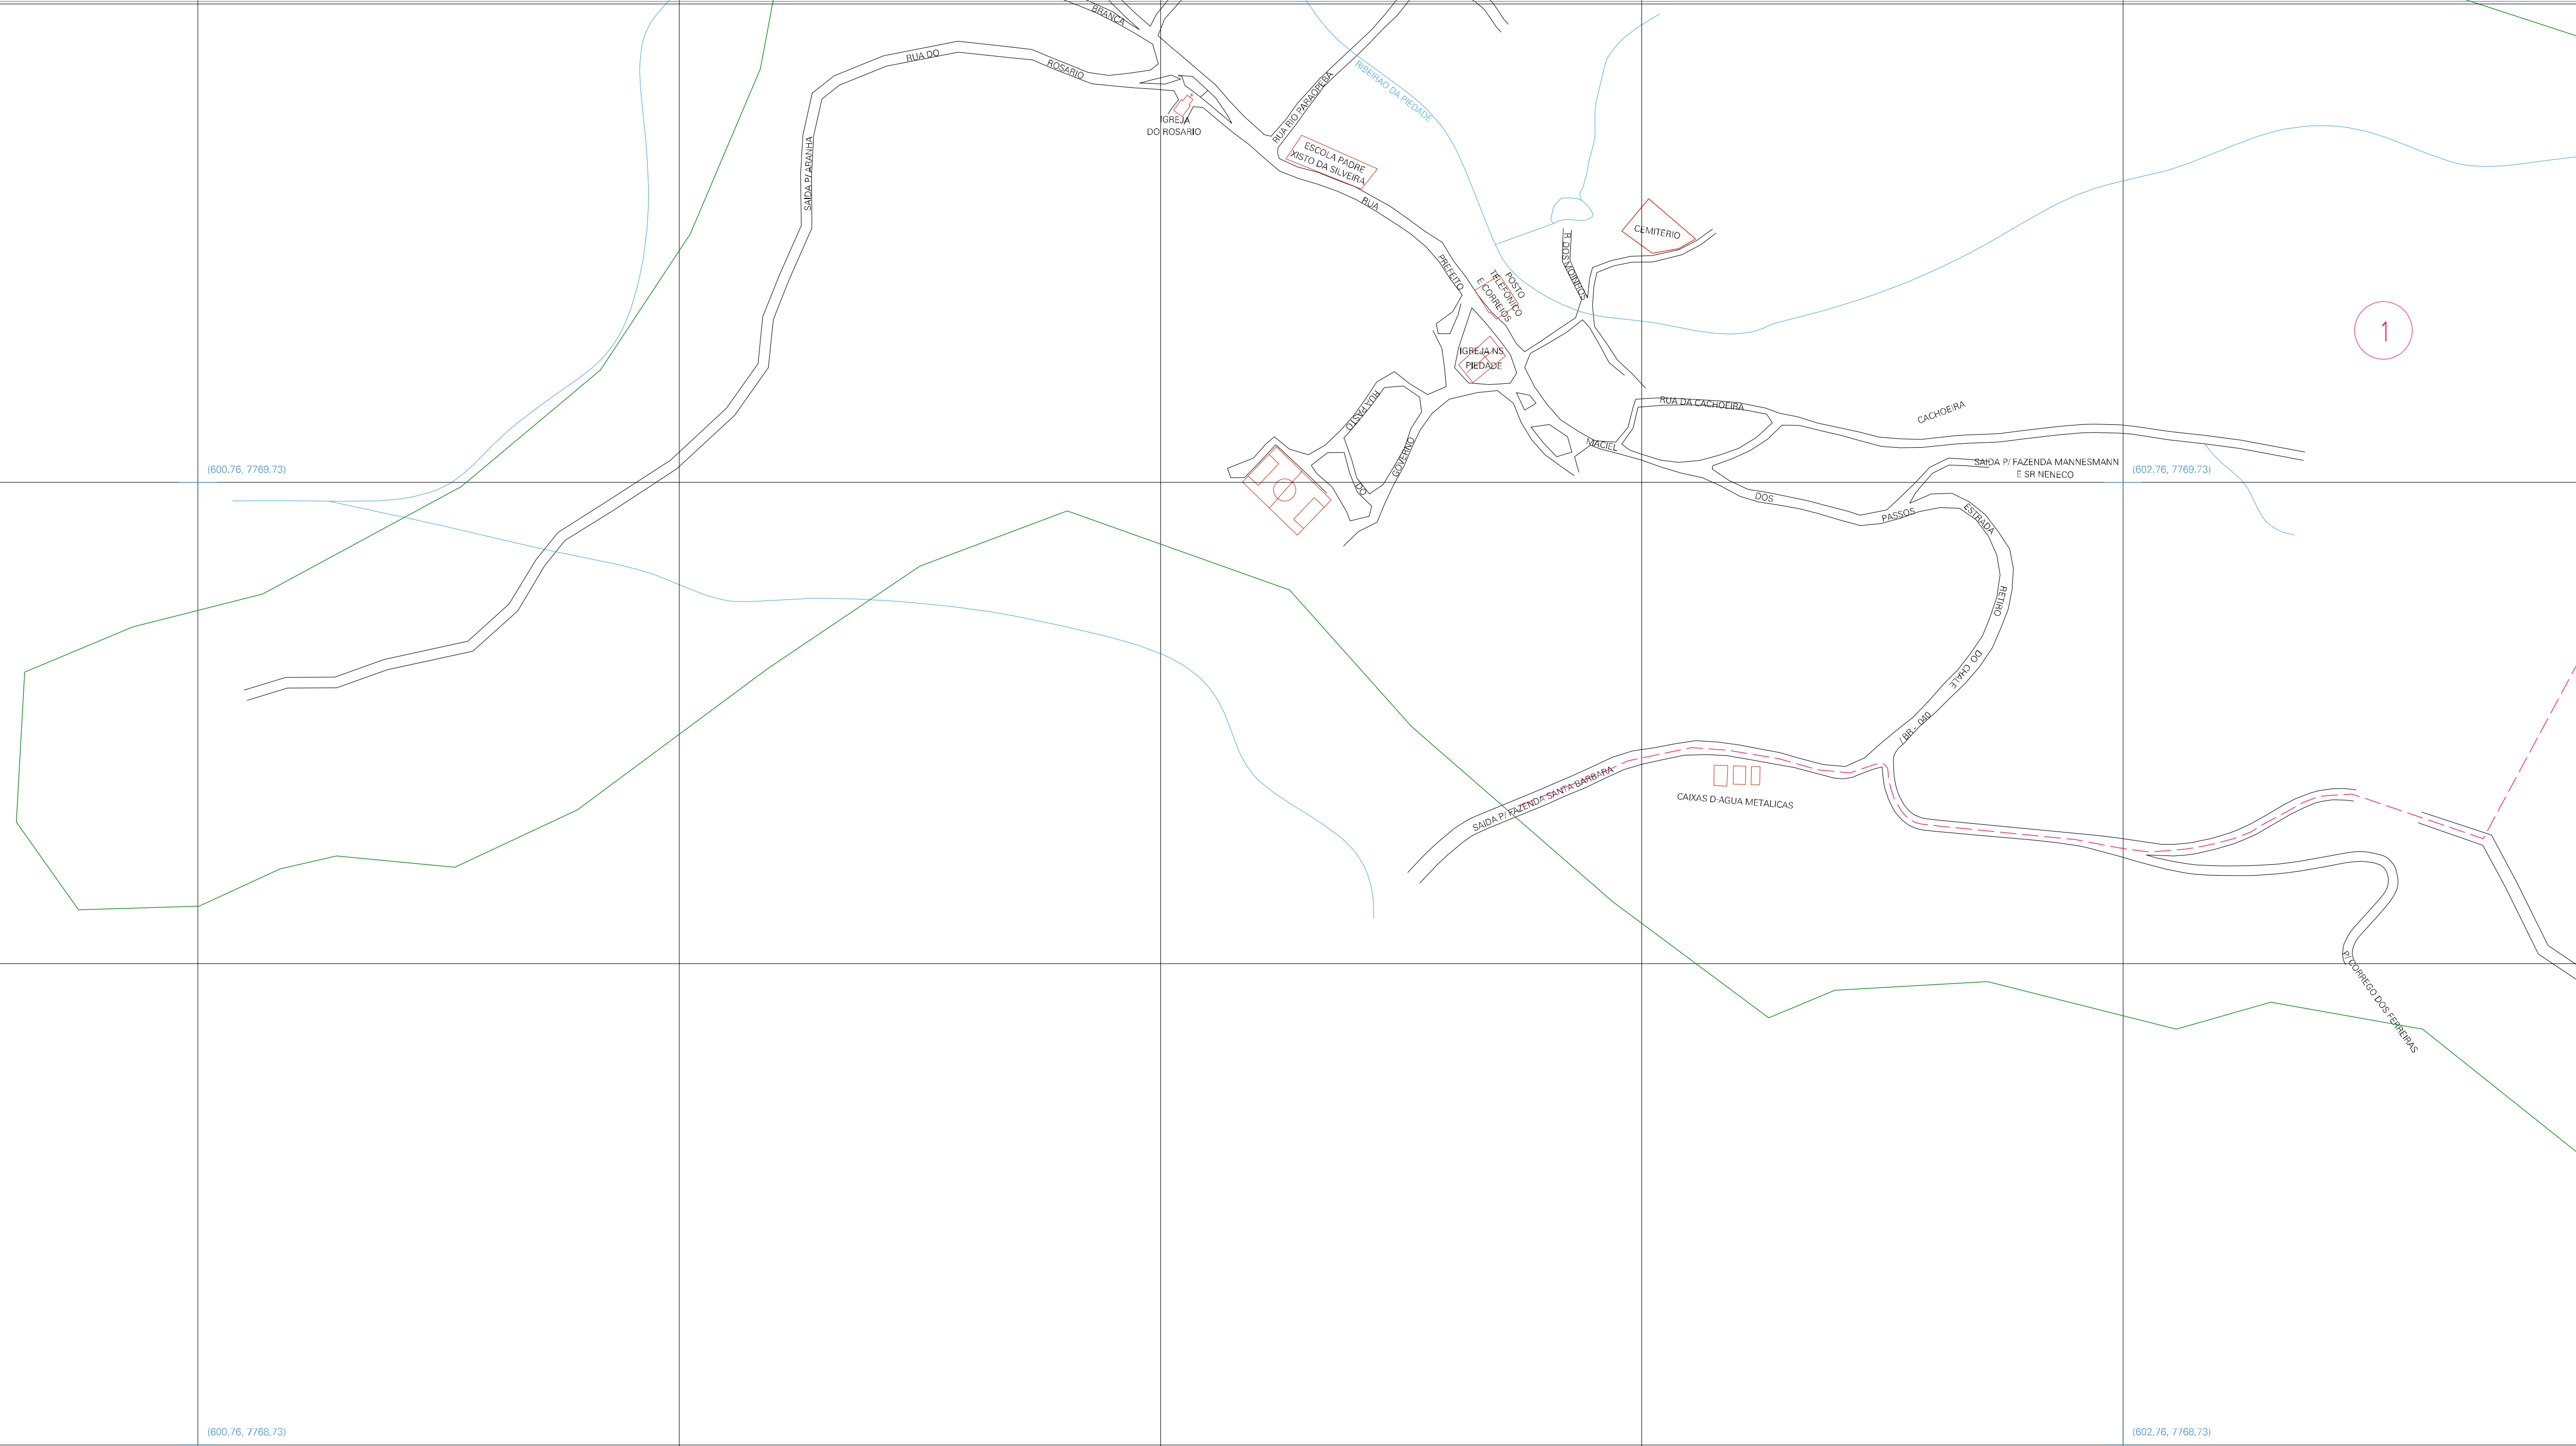 BRANCA
RUA DO
ROSARIO
RIBEIRAO DA PIEDADE
RUA RIO PARAOPEBA
IGREJA
DO ROSARIO
SAIDA P/ ARANHA
ESCOLA PADRE
XISTO DA SILVEIRA
RUA
CEMITERIO
R. DOS MOINHOS
PREFEITO
POSTO
TELEFONICO
E CORREIOS
1
IGREJA NS
PIEDADE
RUA PASTO
RUA DA CACHOEIRA
CACHOEIRA
MACIEL
GOVERNO
DO
(600.76, 7769.73)
SAIDA P/ FAZENDA MANNESMANN
E SR NENECO
(602.76, 7769.73)
DOS
PASSOS
ESTRADA
RETIRO
DO CHALE
/ BR - 040
SAIDA P/ FAZENDA SANTA BARBARA
CAIXAS D-AGUA METALICAS
P/ CORREGO DOS FERREIRAS
(600.76, 7768.73)
(602.76, 7768.73)